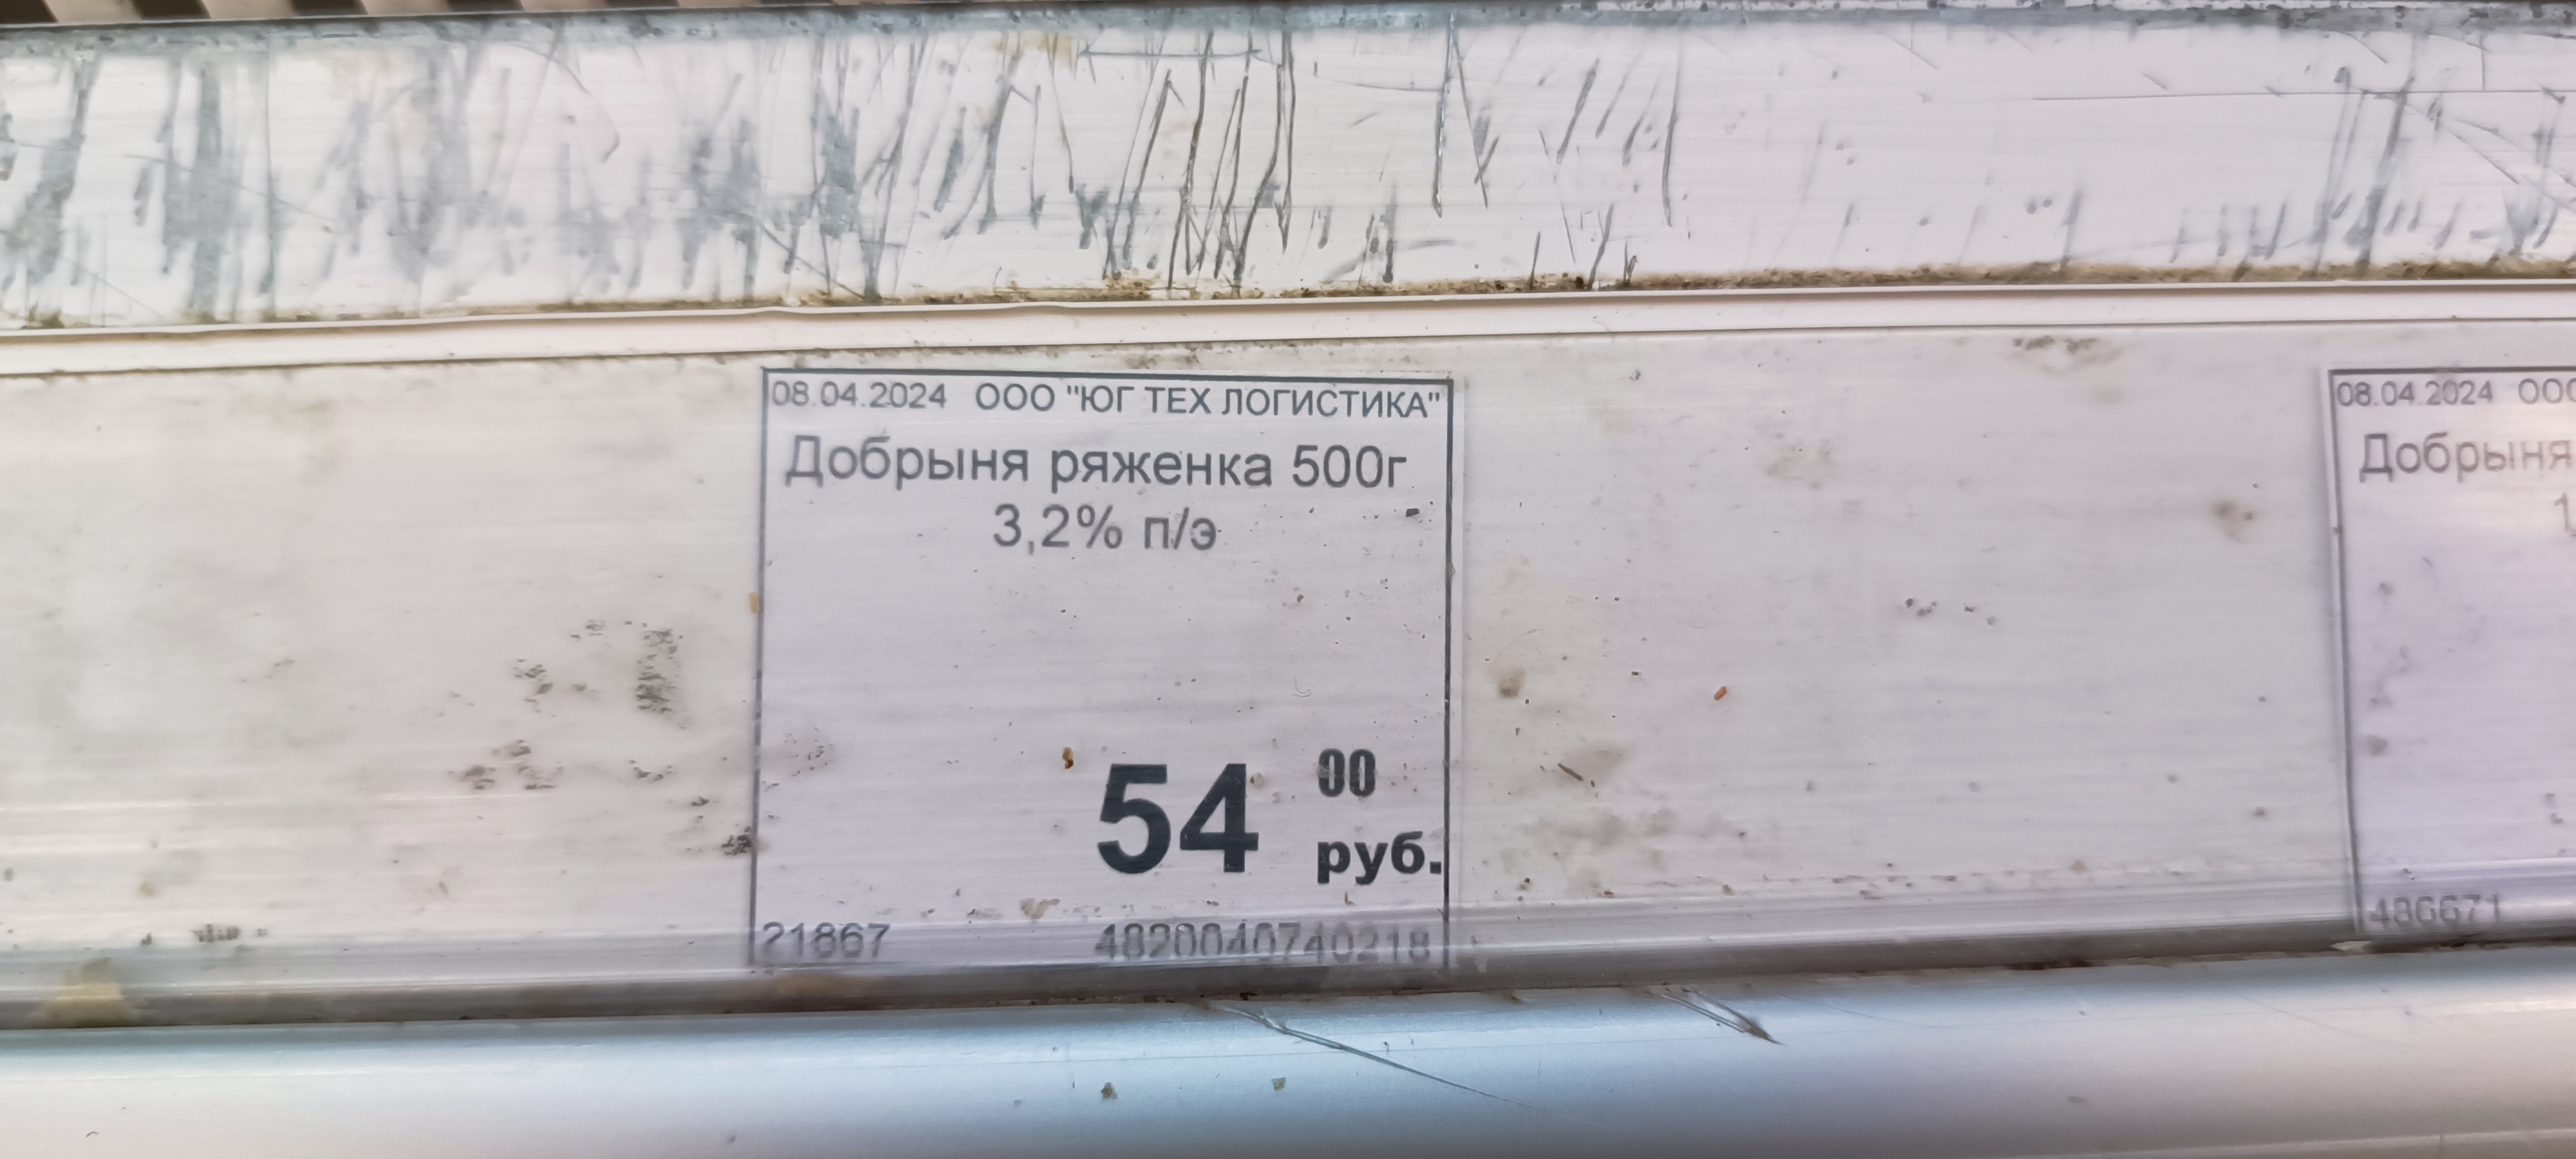 08.04.2024 ООО "ЮГ ТЕХ ЛОГИСТИКА"
Добрыня ряженка 500г
3,2% п/э
54 00
руб.
21867 4820040740218
08.04.2024 ООО
Добрыня
486671